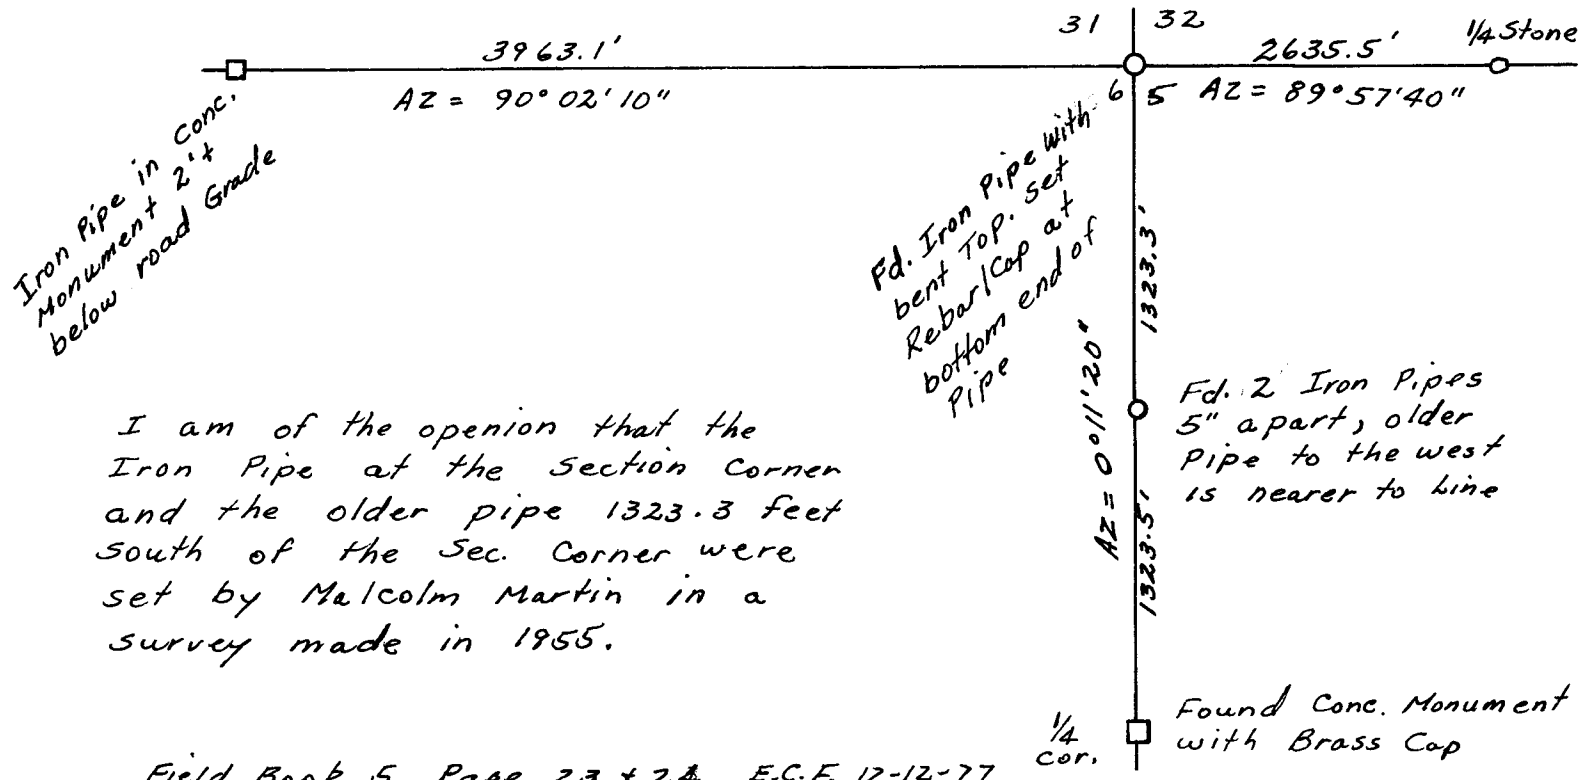 31 32
3963.1' 2635.5' 1/4 Stone
AZ = 90°02'10" 6 5 AZ = 89°57'40"
Iron Pipe in Conc.
Monument 2'±
below road Grade
Fd. Iron Pipe with
bent Top. Set
Rebar/Cap at
bottom end of
Pipe
1323.3'
AZ = 0°11'20"
1323.5'
Fd. 2 Iron Pipes
5" apart, older
Pipe to the west
is nearer to Line
I am of the openion that the
Iron Pipe at the Section Corner
and the older pipe 1323.3 feet
South of the Sec. Corner were
set by Malcolm Martin in a
survey made in 1955.
1/4
Cor.
Found Conc. Monument
with Brass Cap
Field Book 5 Page 23 + 24 E.C.F. 12-12-77